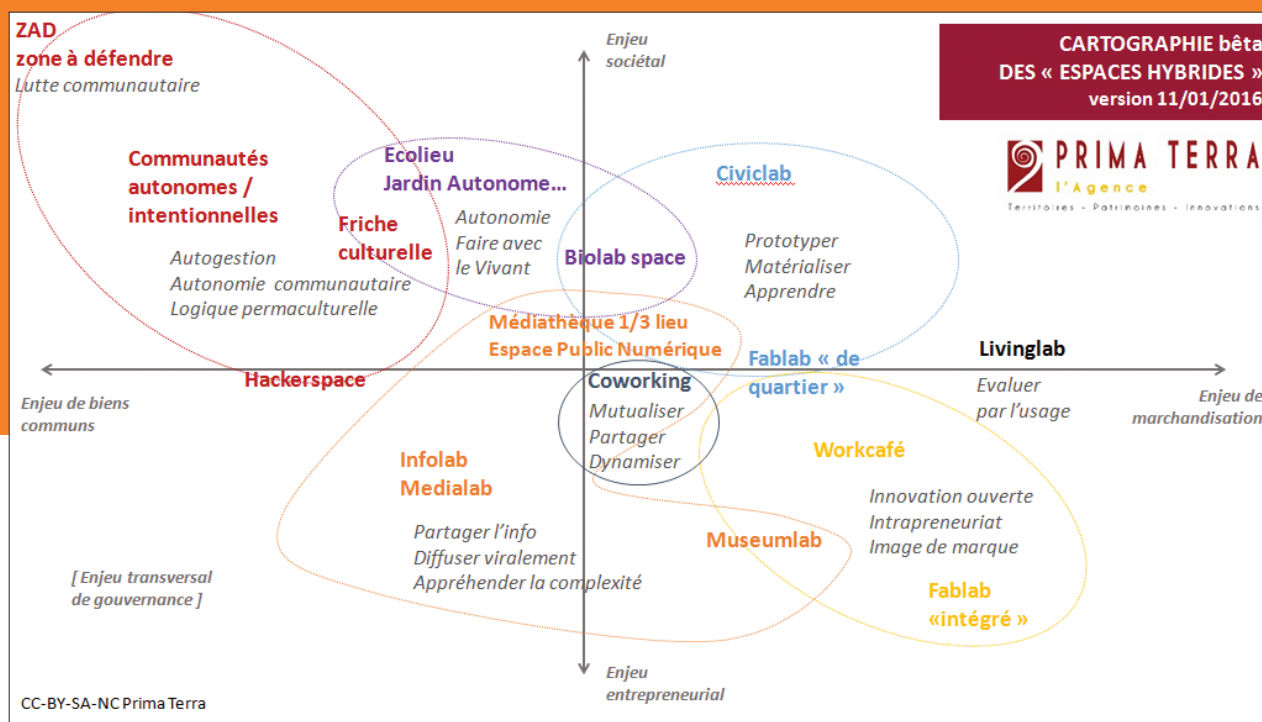 ZAD
zone à défendre
Lutte communautaire
Enjeu
sociétal
CARTOGRAPHIE bêta
DES « ESPACES HYBRIDES »
version 11/01/2016
PRIMA TERRA
l'Agence
Territoires - Patrimoines - Innovations
Communautés
autonomes /
intentionnelles
Autogestion
Autonomie communautaire
Logique permaculturelle
Ecolieu
Jardin Autonome...
Friche
culturelle
Autonomie
Faire avec
le Vivant
Biolab space
Civiclab
Prototyper
Matérialiser
Apprendre
Médiathèque 1/3 lieu
Espace Public Numérique
Hackerspace
Coworking
Mutualiser
Partager
Dynamiser
Fablab « de
quartier »
Livinglab
Evaluer
par l'usage
Enjeu de biens
communs
Enjeu de
marchandisation
Infolab
Medialab
Partager l'info
Diffuser viralement
Appréhender la complexité
Workcafé
Innovation ouverte
Intrapreneuriat
Image de marque
Museumlab
Fablab
«intégré »
[ Enjeu transversal
de gouvernance ]
Enjeu
entrepreneurial
CC-BY-SA-NC Prima Terra